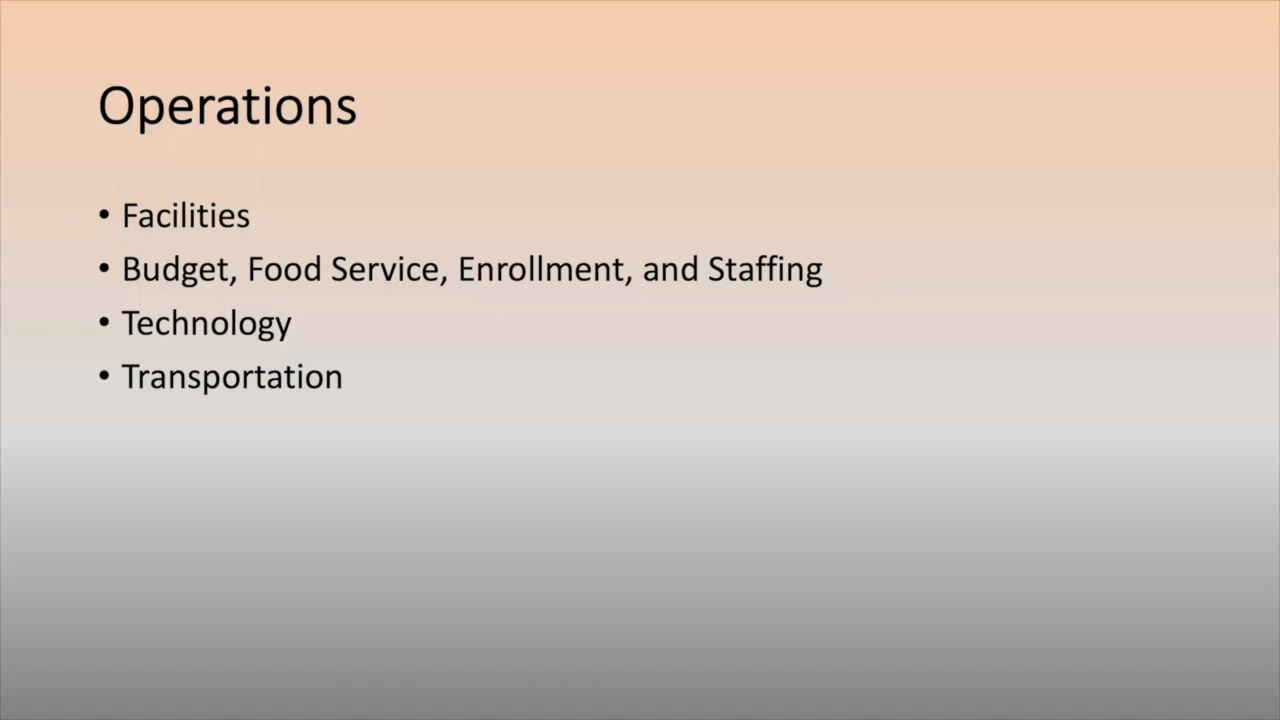 Operations
• Facilities
• Budget, Food Service, Enrollment, and Staffing
• Technology
• Transportation